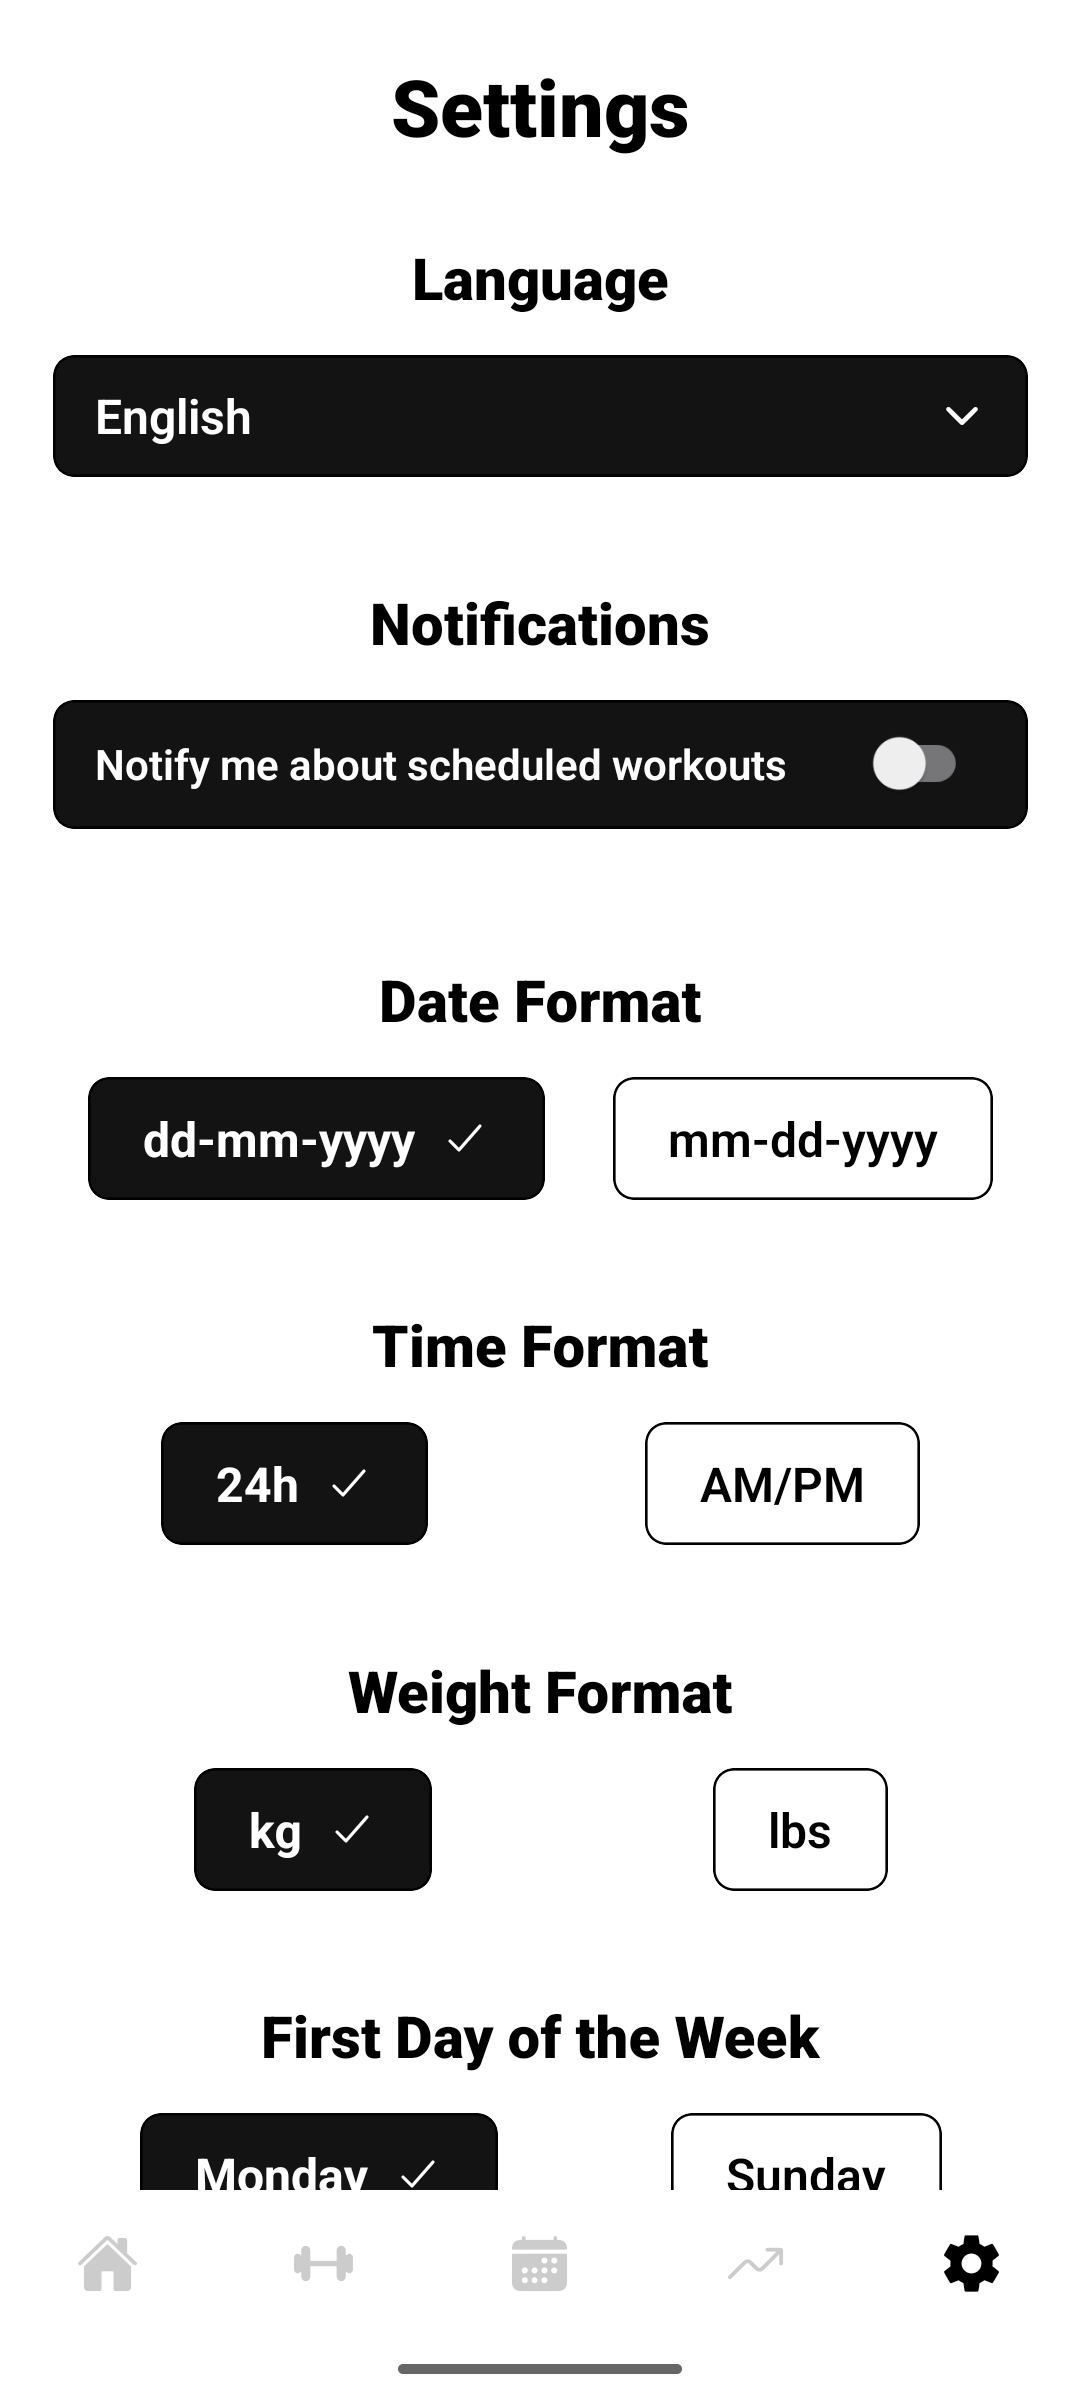 Settings
Language
English
Notifications
Notify me about scheduled workouts
Date Format
dd-mm-yyyy
mm-dd-yyyy
Time Format
24h
AM/PM
Weight Format
kg
lbs
First Day of the Week
Monday
Sunday